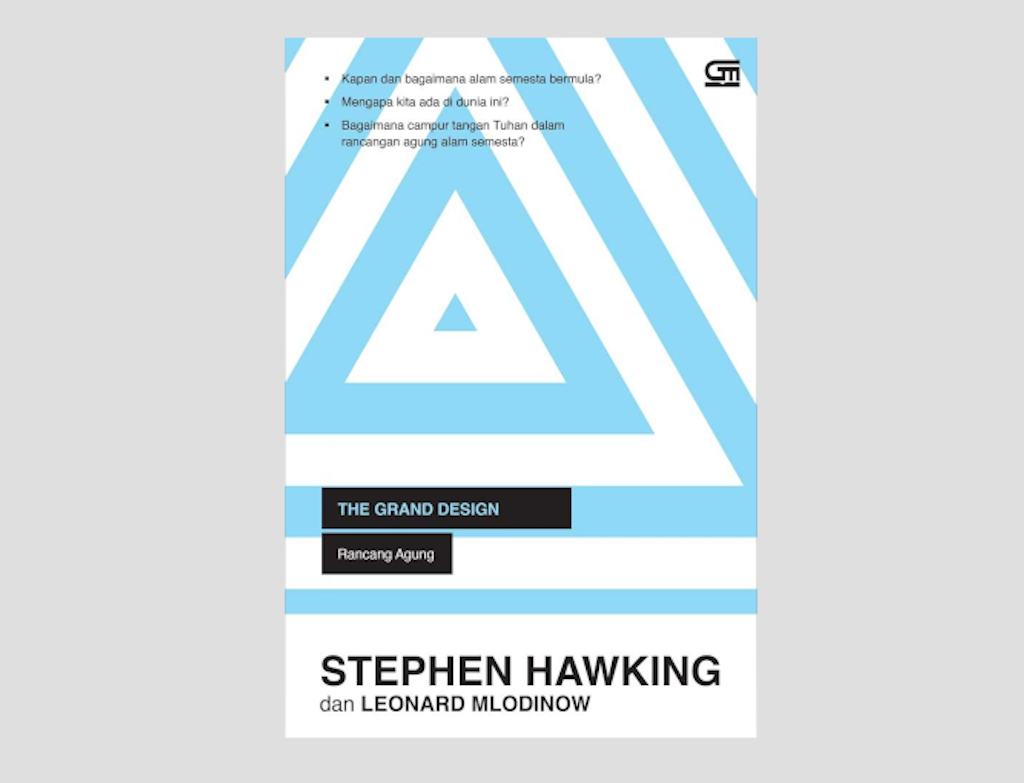 ▪ Kapan dan bagaimana alam semesta bermula?
▪ Mengapa kita ada di dunia ini?
▪ Bagaimana campur tangan Tuhan dalam
rancangan agung alam semesta?
GM
THE GRAND DESIGN
Rancang Agung
STEPHEN HAWKING
dan LEONARD MLODINOW